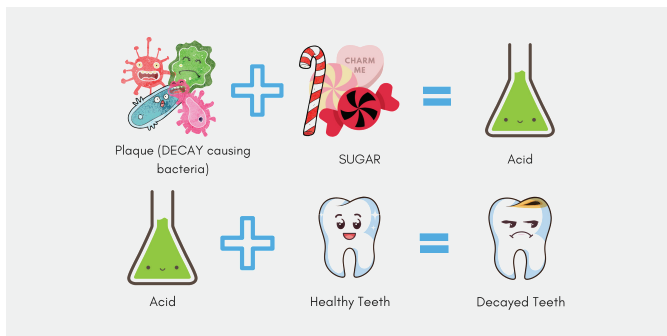 CHARM
ME
Plaque (DECAY causing
bacteria)
SUGAR
Acid
Acid
Healthy Teeth
Decayed Teeth